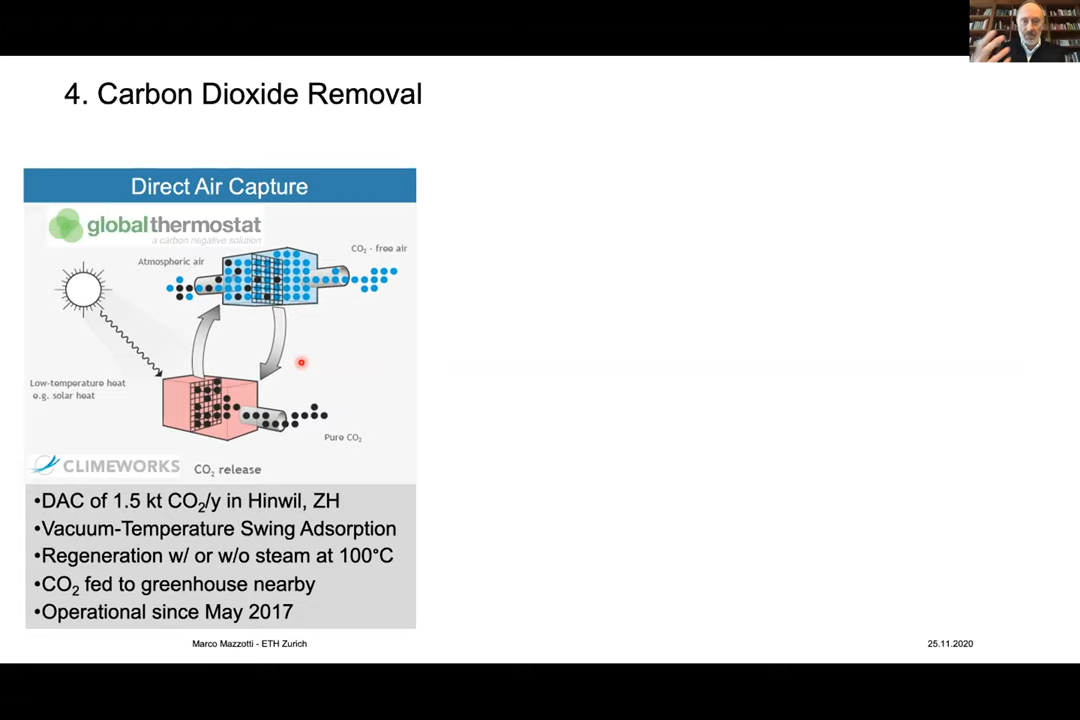 4. Carbon Dioxide Removal
Direct Air Capture
globalthermostat
a carbon negative solution
CO₂ - free air
Atmospheric air
Low-temperature heat
e.g. solar heat
Pure CO₂
CLIMEWORKS
CO₂ release
•DAC of 1.5 kt CO₂/y in Hinwil, ZH
•Vacuum-Temperature Swing Adsorption
•Regeneration w/ or w/o steam at 100°C
•CO₂ fed to greenhouse nearby
•Operational since May 2017
Marco Mazzotti - ETH Zurich
25.11.2020